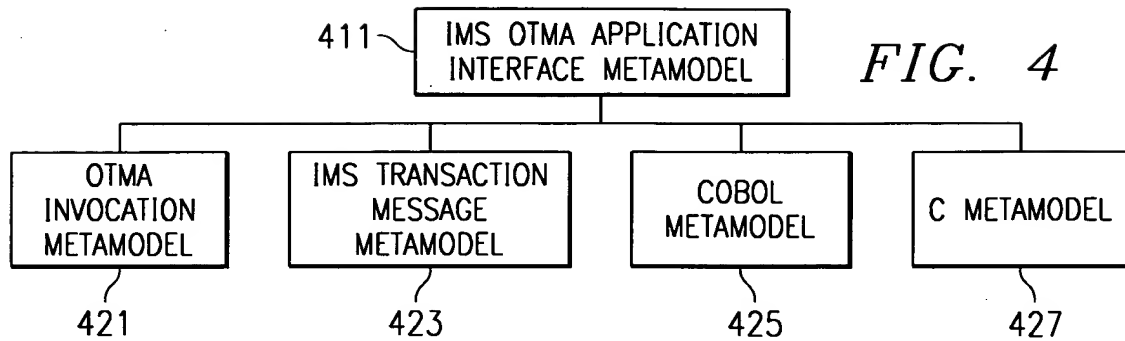 411
IMS OTMA APPLICATION
INTERFACE METAMODEL
FIG. 4
OTMA
INVOCATION
METAMODEL
IMS TRANSACTION
MESSAGE
METAMODEL
COBOL
METAMODEL
C METAMODEL
421
423
425
427